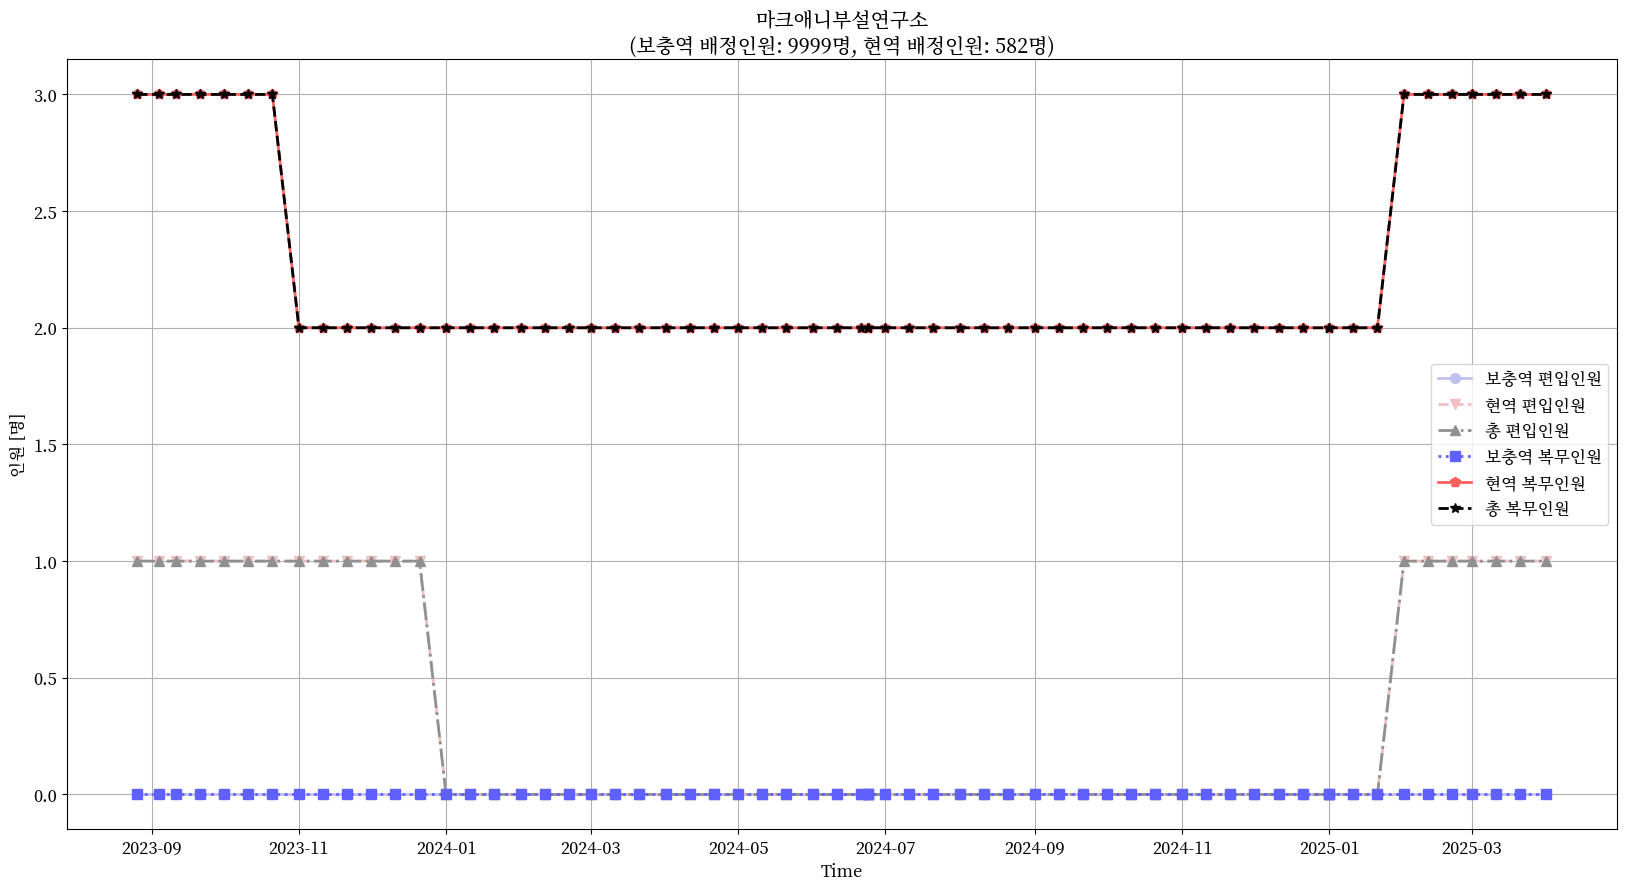 마크애니부설연구소
(보충역 배정인원: 9999명, 현역 배정인원: 582명)
3.0
2.5
2.0
1.5
1.0
0.5
0.0
인원 [명]
보충역 편입인원
현역 편입인원
총 편입인원
보충역 복무인원
현역 복무인원
총 복무인원
2023-09 2023-11 2024-01 2024-03 2024-05 2024-07 2024-09 2024-11 2025-01 2025-03
Time